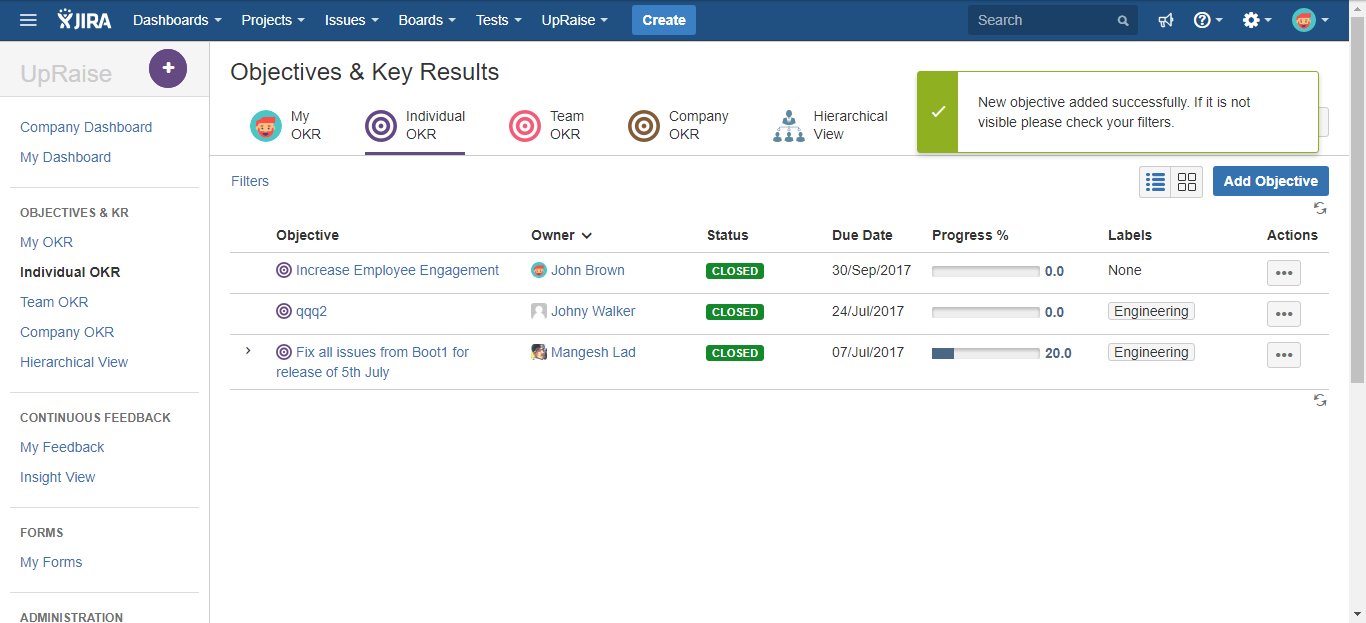 JIRA Dashboards Projects Issues Boards Tests UpRaise Create Search
UpRaise +
Objectives & Key Results
My OKR
Individual OKR
Team OKR
Company OKR
Hierarchical View
New objective added successfully. If it is not
visible please check your filters.
Company Dashboard
My Dashboard
OBJECTIVES & KR
My OKR
Individual OKR
Team OKR
Company OKR
Hierarchical View
CONTINUOUS FEEDBACK
My Feedback
Insight View
FORMS
My Forms
ADMINISTRATION
Filters
Add Objective
Objective Owner Status Due Date Progress % Labels Actions
Increase Employee Engagement John Brown CLOSED 30/Sep/2017 0.0 None
qqq2 Johny Walker CLOSED 24/Jul/2017 0.0 Engineering
Fix all issues from Boot1 for Mangesh Lad CLOSED 07/Jul/2017 20.0 Engineering
release of 5th July